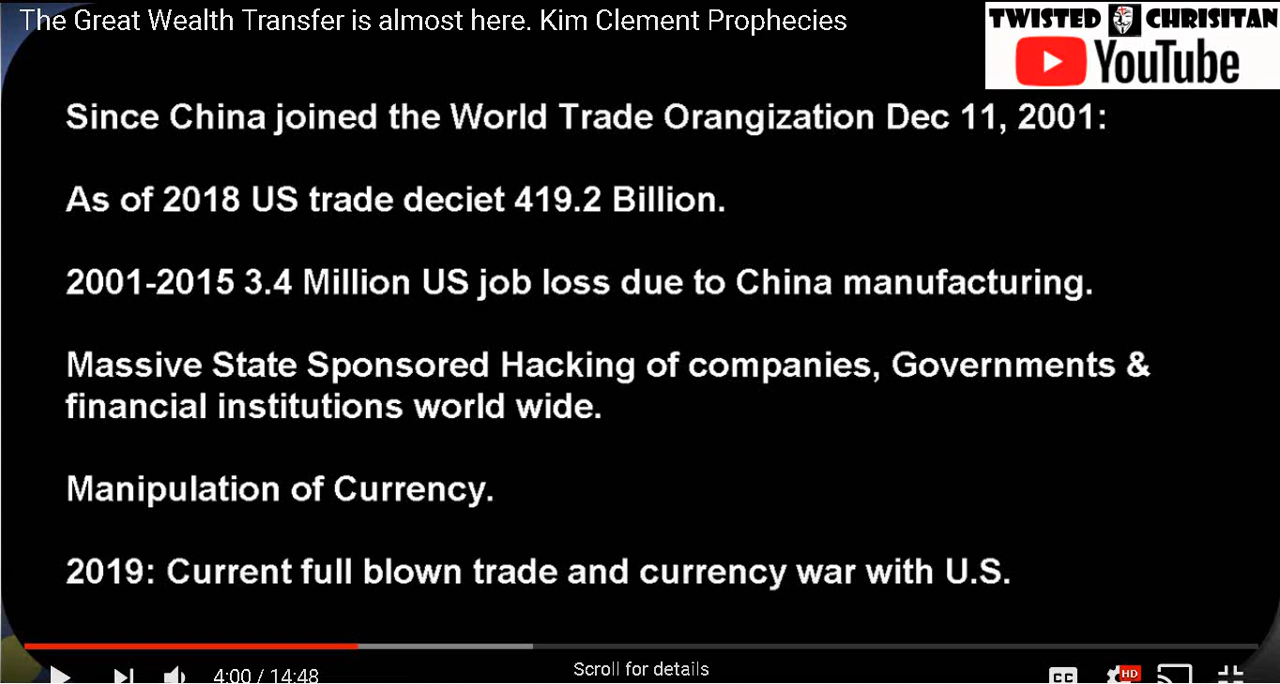 The Great Wealth Transfer is almost here. Kim Clement Prophecies
TWISTED CHRISITAN
YouTube
Since China joined the World Trade Orangization Dec 11, 2001:
As of 2018 US trade deciet 419.2 Billion.
2001-2015 3.4 Million US job loss due to China manufacturing.
Massive State Sponsored Hacking of companies, Governments &
financial institutions world wide.
Manipulation of Currency.
2019: Current full blown trade and currency war with U.S.
4:00 / 14:48
Scroll for details
CC
HD